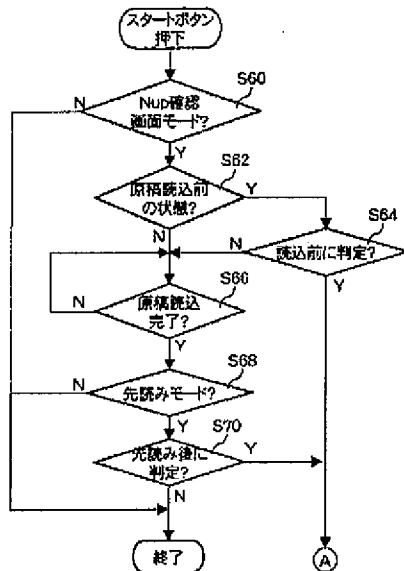 スタートボタン
押下
S60
N
Nup確認
画面モード?
Y
S62
原稿読込前
の状態?
Y
N
S64
N
読込前に判定?
Y
S66
N
原稿読込
完了?
Y
S68
N
先読みモード?
Y
S70
先読み後に
判定?
Y
N
終了
A